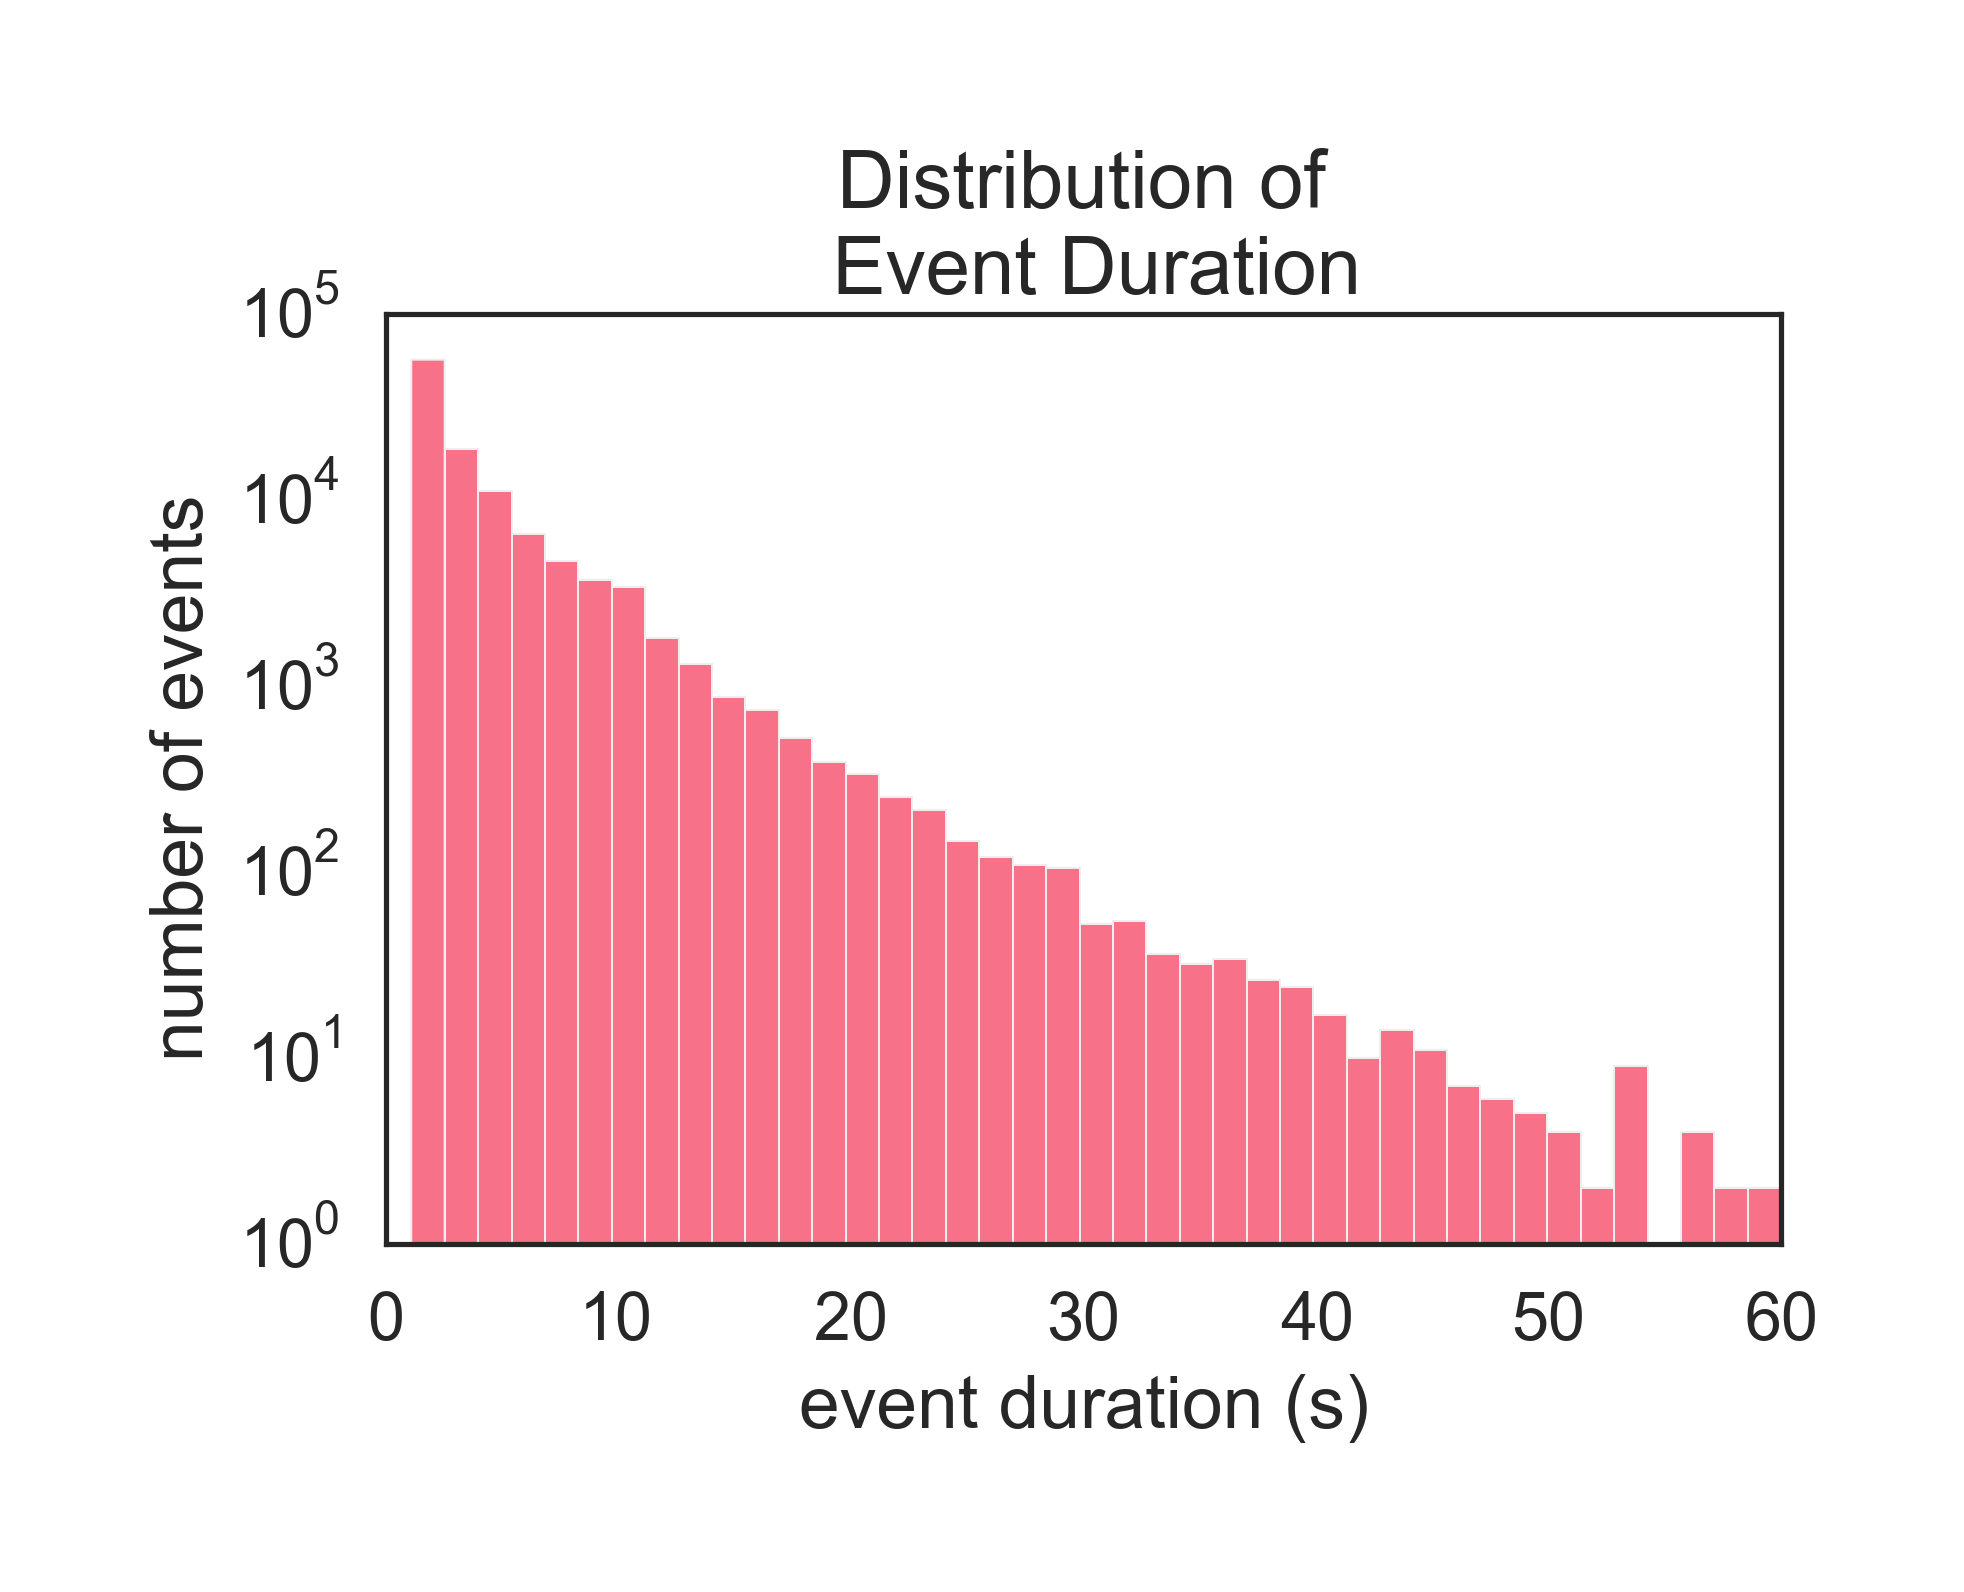 Distribution of
Event Duration
10^5
10^4
10^3
10^2
10^1
10^0
number of events
0 10 20 30 40 50 60
event duration (s)